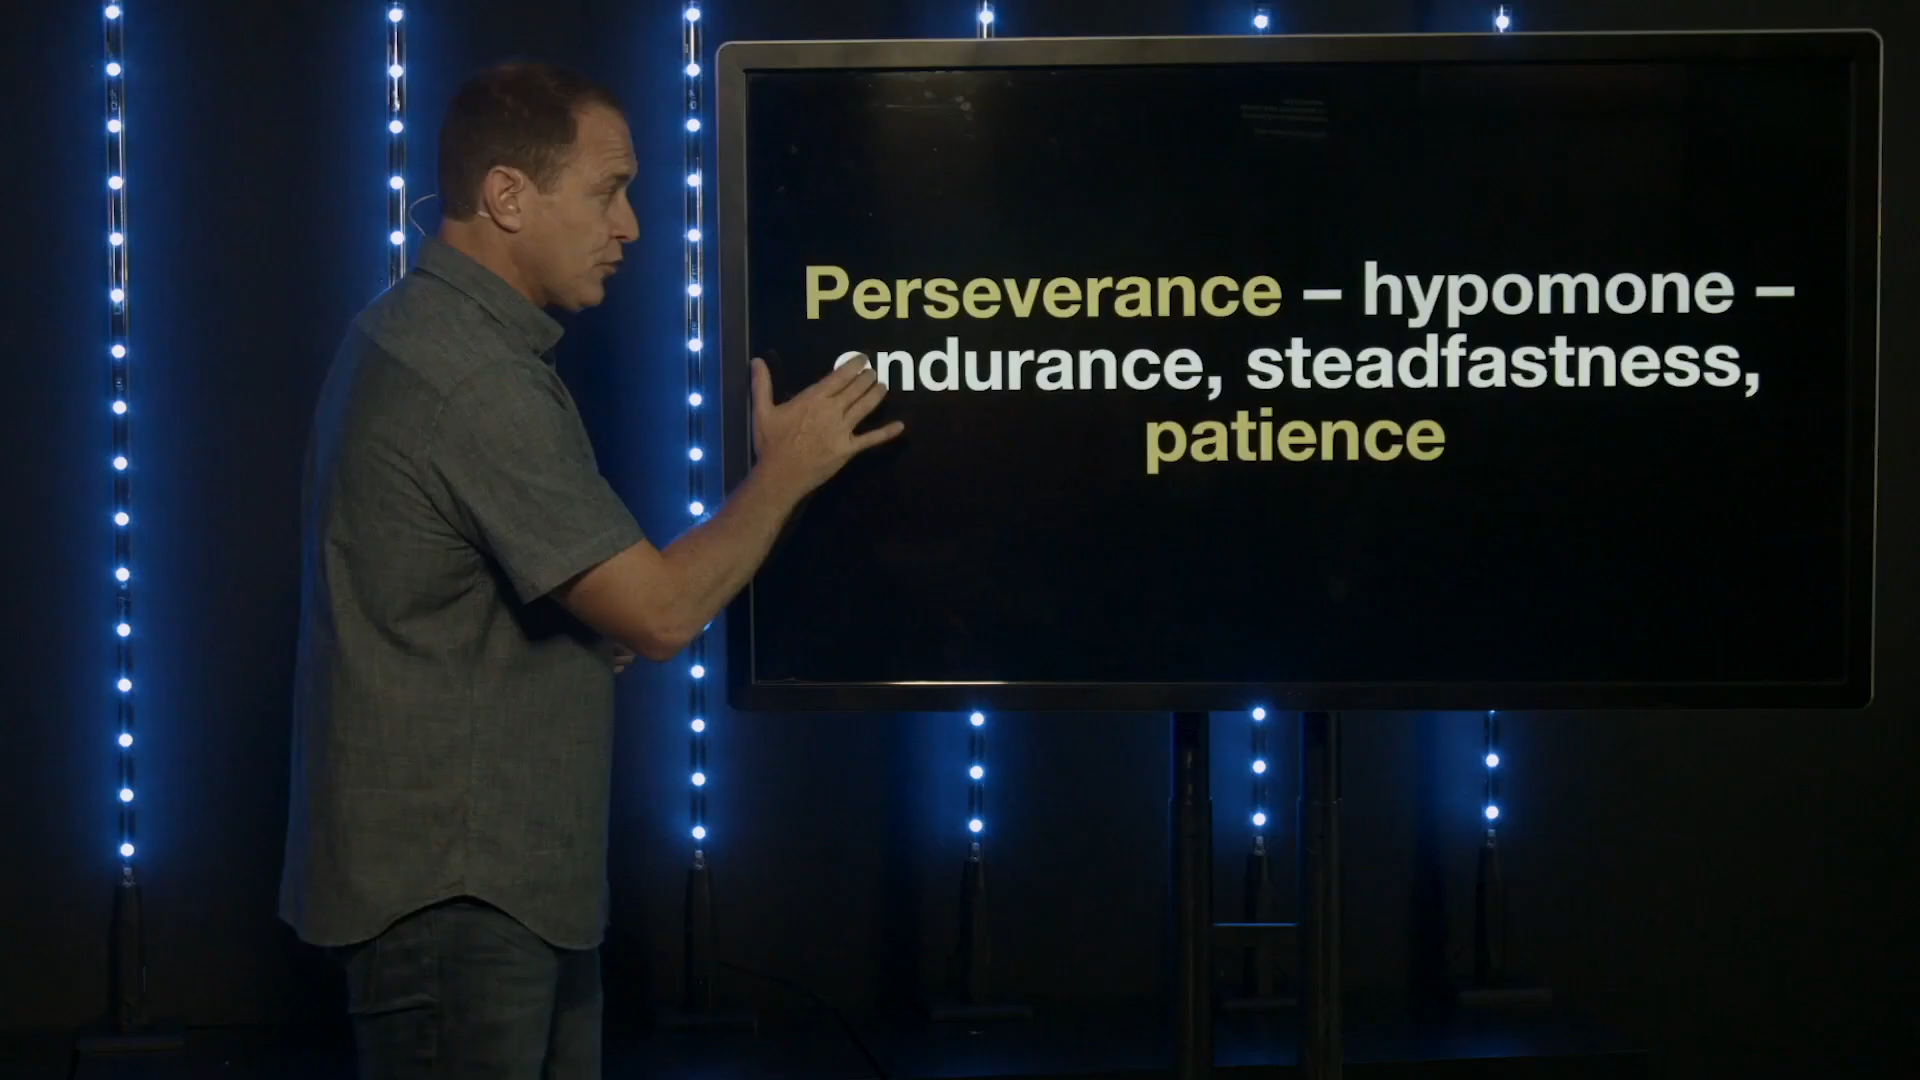 Perseverance – hypomone –
endurance, steadfastness,
patience